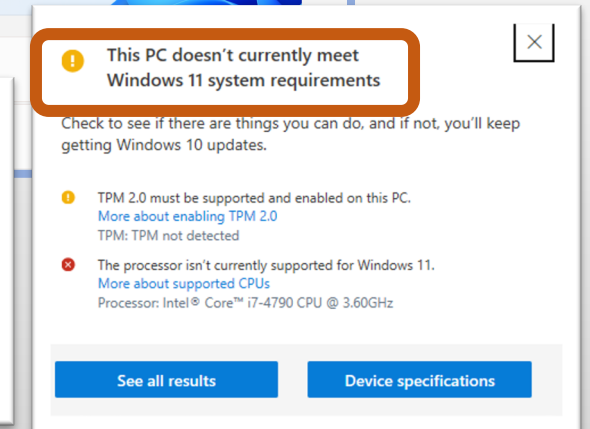 This PC doesn't currently meet
Windows 11 system requirements
Check to see if there are things you can do, and if not, you'll keep
getting Windows 10 updates.
TPM 2.0 must be supported and enabled on this PC.
More about enabling TPM 2.0
TPM: TPM not detected
The processor isn't currently supported for Windows 11.
More about supported CPUs
Processor: Intel® Core™ i7-4790 CPU @ 3.60GHz
See all results
Device specifications